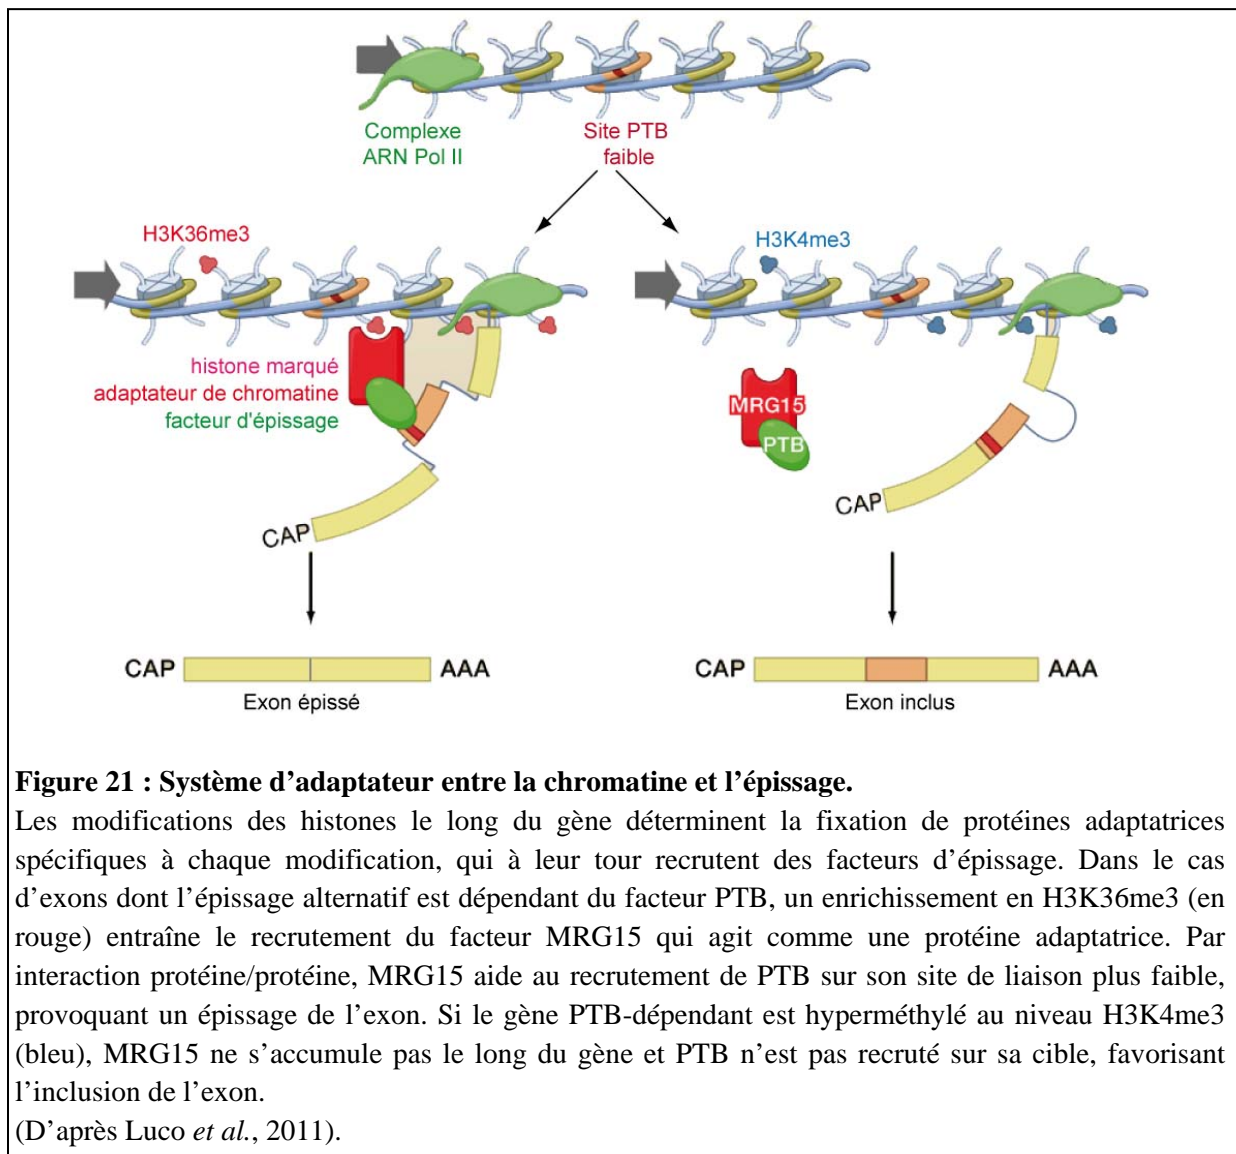 Complexe
ARN Pol II
Site PTB
faible
H3K36me3
H3K4me3
histone marqué
adaptateur de chromatine
facteur d'épissage
MRG15
PTB
CAP
CAP
CAP
AAA
Exon épissé
CAP
AAA
Exon inclus
Figure 21 : Système d’adaptateur entre la chromatine et l’épissage.
Les modifications des histones le long du gène déterminent la fixation de protéines adaptatrices
spécifiques à chaque modification, qui à leur tour recrutent des facteurs d’épissage. Dans le cas
d’exons dont l’épissage alternatif est dépendant du facteur PTB, un enrichissement en H3K36me3 (en
rouge) entraîne le recrutement du facteur MRG15 qui agit comme une protéine adaptatrice. Par
interaction protéine/protéine, MRG15 aide au recrutement de PTB sur son site de liaison plus faible,
provoquant un épissage de l’exon. Si le gène PTB-dépendant est hyperméthylé au niveau H3K4me3
(bleu), MRG15 ne s’accumule pas le long du gène et PTB n’est pas recruté sur sa cible, favorisant
l’inclusion de l’exon.
(D’après Luco et al., 2011).